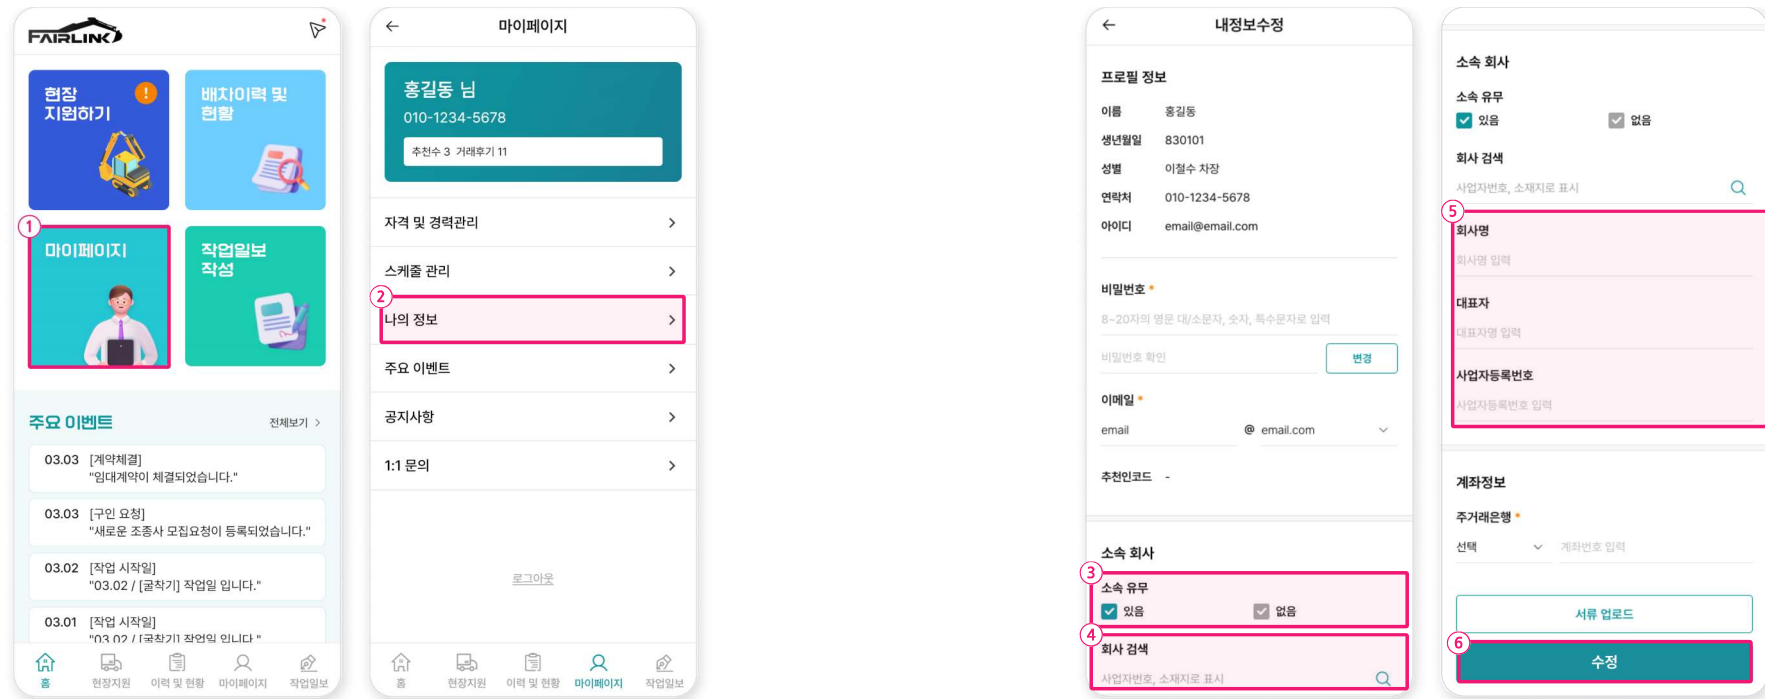 FAIRLINK
현장
지원하기
!
배차이력 및
현황
①
마이페이지
작업일보
작성
주요 이벤트
전체보기 >
03.03 [계약체결]
"임대계약이 체결되었습니다."
03.03 [구인 요청]
"새로운 조종사 모집요청이 등록되었습니다."
03.02 [작업 시작일]
"03.02 / [굴착기] 작업일 입니다."
03.01 [작업 시작일]
"03.02 / [굴착기] 작업일 입니다."
홈 현장지원 이력 및 현황 마이페이지 작업일보
마이페이지
홍길동 님
010-1234-5678
추천수 3 거래후기 11
자격 및 경력관리
스케줄 관리
②
나의 정보
주요 이벤트
공지사항
1:1 문의
로그아웃
홈 현장지원 이력 및 현황 마이페이지 작업일보
내정보수정
프로필 정보
이름 홍길동
생년월일 830101
성별 이철수 차장
연락처 010-1234-5678
아이디 email@email.com
비밀번호 *
8~20자의 영문 대/소문자, 숫자, 특수문자로 입력
비밀번호 확인 변경
이메일 *
email @ email.com
추천인코드 -
소속 회사
③
소속 유무
있음 없음
④
회사 검색
사업자번호, 소재지로 표시
소속 회사
소속 유무
있음 없음
회사 검색
사업자번호, 소재지로 표시
⑤
회사명
회사명 입력
대표자
대표자명 입력
사업자등록번호
사업자등록번호 입력
계좌정보
주거래은행 *
선택 계좌번호 입력
서류 업로드
⑥
수정